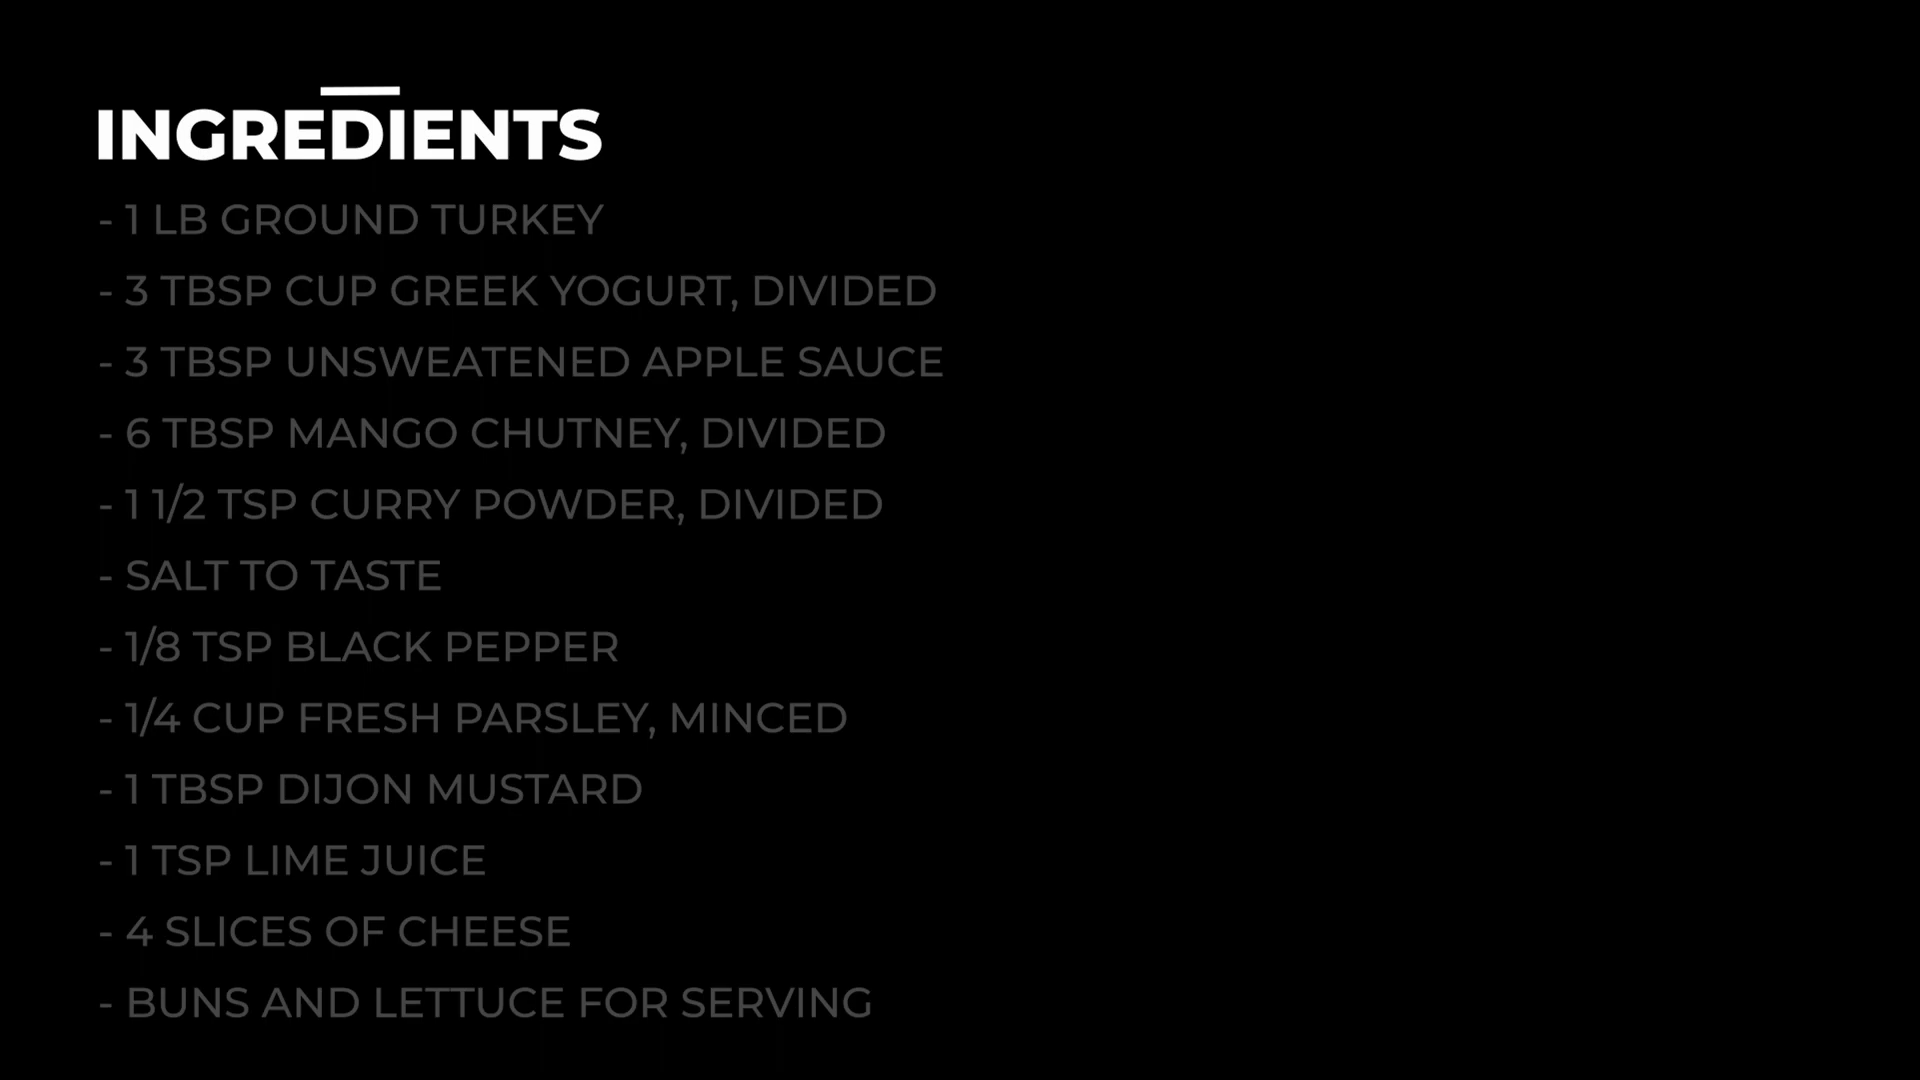 INGREDIENTS
- 1 LB GROUND TURKEY
- 3 TBSP CUP GREEK YOGURT, DIVIDED
- 3 TBSP UNSWEATENED APPLE SAUCE
- 6 TBSP MANGO CHUTNEY, DIVIDED
- 1 1/2 TSP CURRY POWDER, DIVIDED
- SALT TO TASTE
- 1/8 TSP BLACK PEPPER
- 1/4 CUP FRESH PARSLEY, MINCED
- 1 TBSP DIJON MUSTARD
- 1 TSP LIME JUICE
- 4 SLICES OF CHEESE
- BUNS AND LETTUCE FOR SERVING